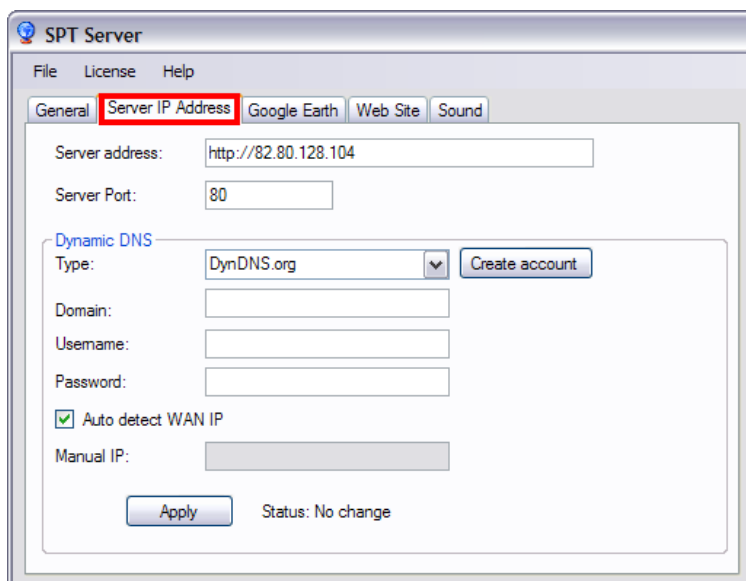 SPT Server
File License Help
General Server IP Address Google Earth Web Site Sound
Server address: http://82.80.128.104
Server Port: 80
Dynamic DNS
Type: DynDNS.org Create account
Domain:
Username:
Password:
Auto detect WAN IP
Manual IP:
Apply Status: No change